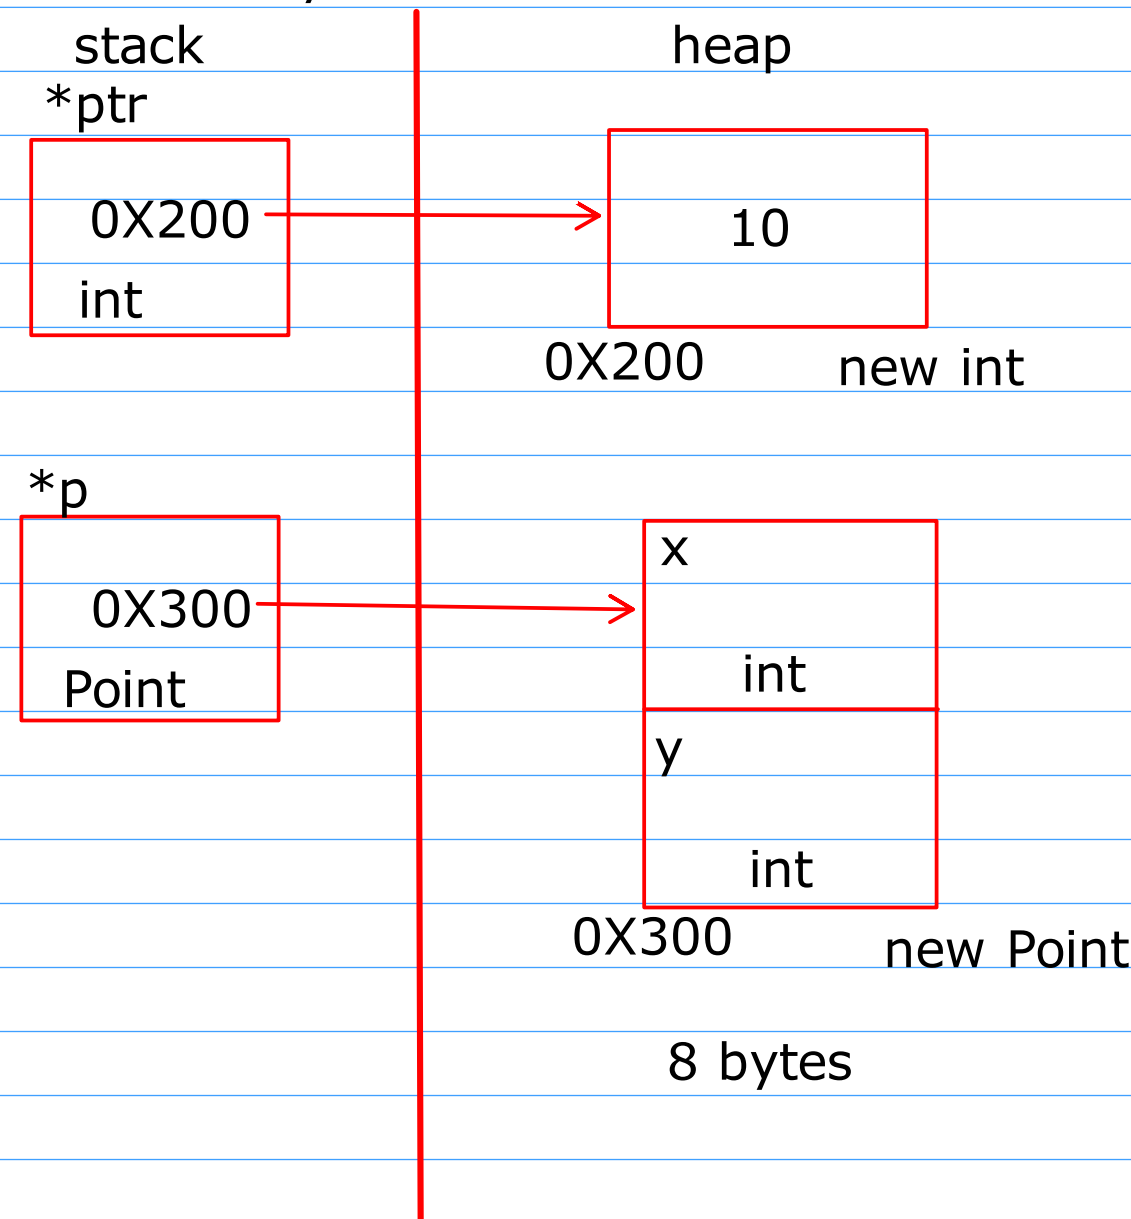 stack
heap
*ptr
0X200
10
int
0X200
new int
*p
0X300
x
int
Point
y
int
0X300
new Point
8 bytes